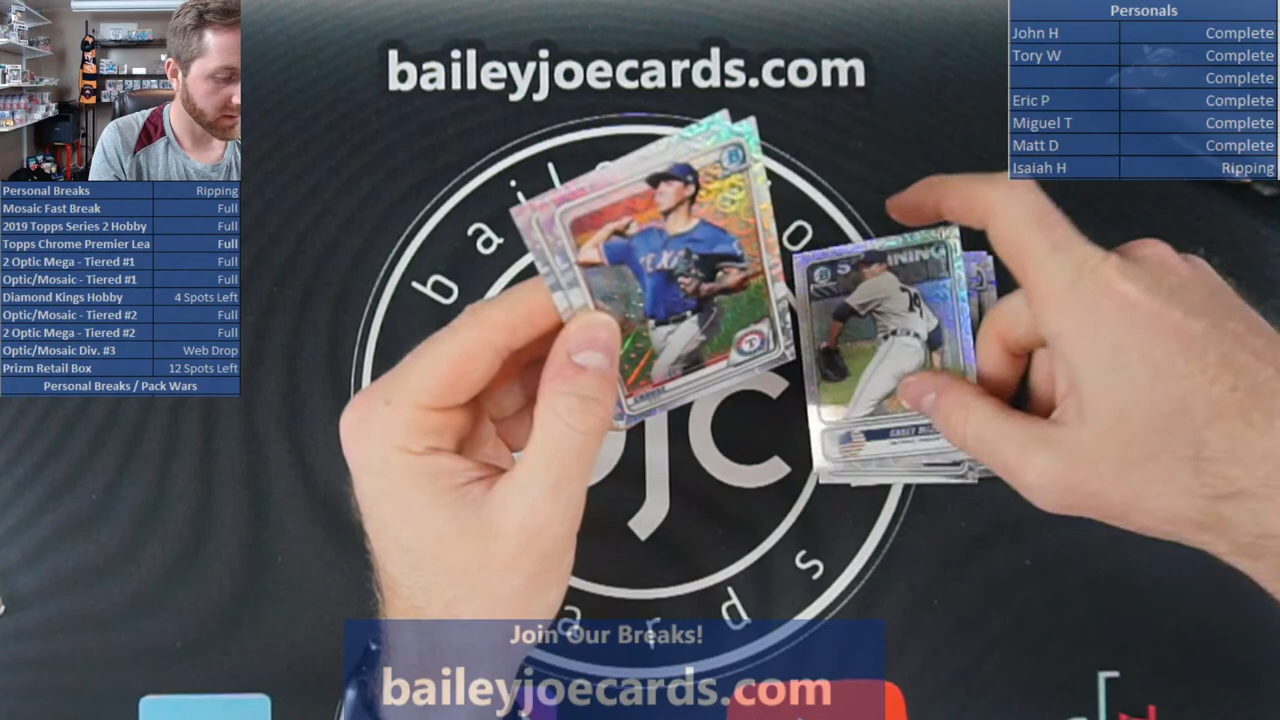 baileyjoecards.com
Personals
John H Complete
Tory W Complete
Complete
Eric P Complete
Miguel T Complete
Matt D Complete
Isaiah H Ripping
Personal Breaks Ripping
Mosaic Fast Break Full
2019 Topps Series 2 Hobby Full
Topps Chrome Premier Lea Full
2 Optic Mega - Tiered #1 Full
Optic/Mosaic - Tiered #1 Full
Diamond Kings Hobby 4 Spots Left
Optic/Mosaic - Tiered #2 Full
2 Optic Mega - Tiered #2 Full
Optic/Mosaic Div. #3 Web Drop
Prizm Retail Box 12 Spots Left
Personal Breaks / Pack Wars
b a i l o
TEXA
NING
74
CASEY
T
bjc
a r d s
Join Our Breaks!
baileyjoecards.com